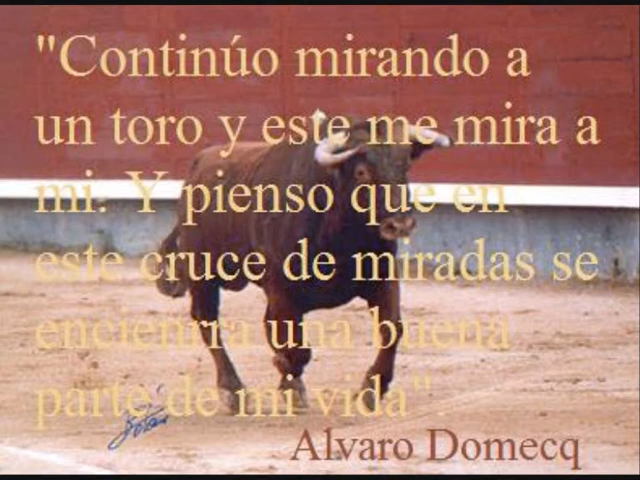 "Continúo mirando a
un toro y este me mira a
mi. Y pienso que en
este cruce de miradas se
encienrra una buena
parte de mi vida".
Alvaro Domecq